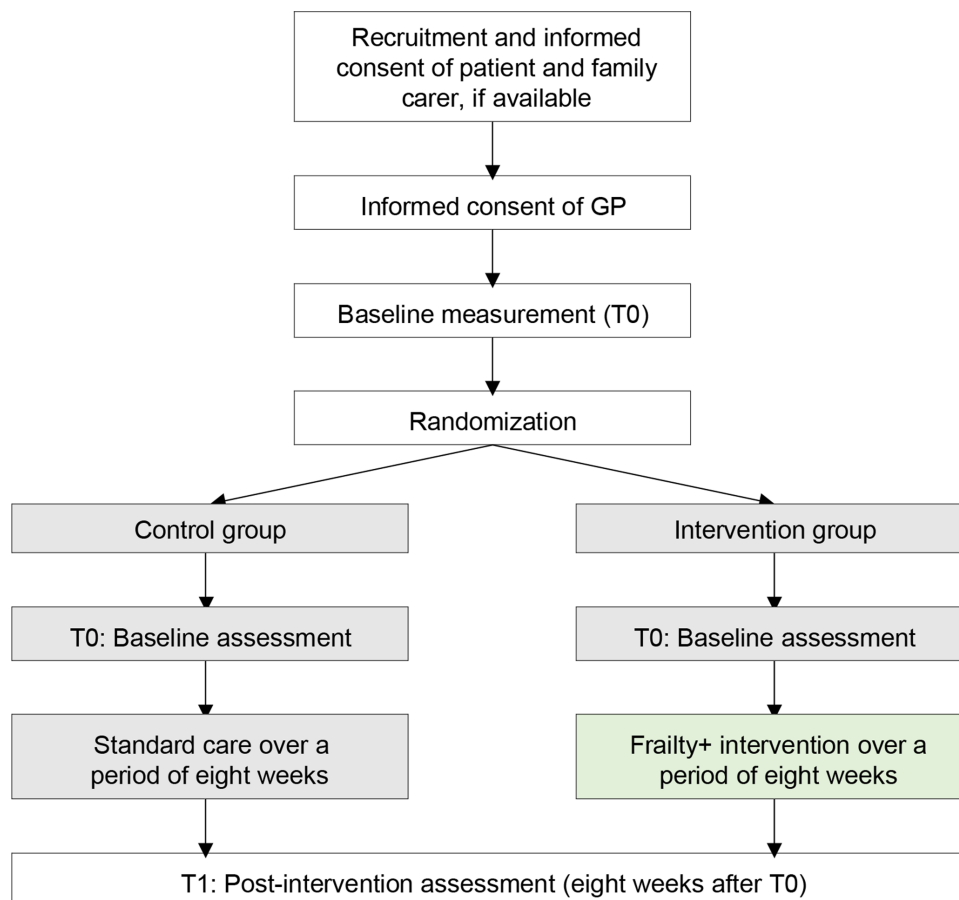 Recruitment and informed
consent of patient and family
carer, if available
Informed consent of GP
Baseline measurement (T0)
Randomization
Control group
Intervention group
T0: Baseline assessment
T0: Baseline assessment
Standard care over a
period of eight weeks
Frailty+ intervention over a
period of eight weeks
T1: Post-intervention assessment (eight weeks after T0)